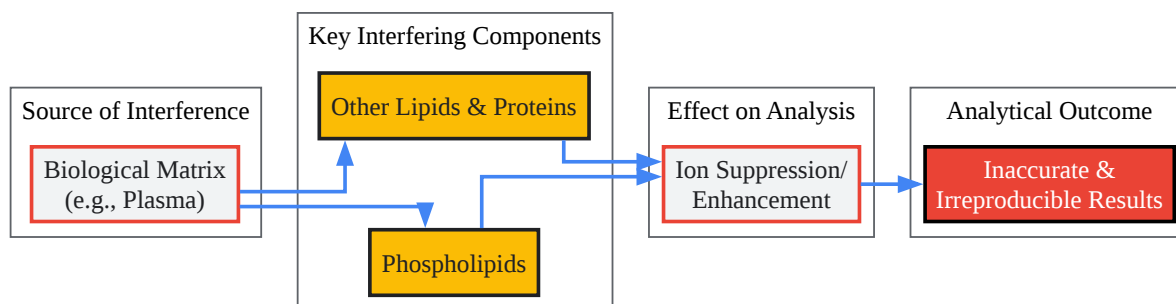 Source of Interference
Biological Matrix
(e.g., Plasma)
Key Interfering Components
Other Lipids & Proteins
Phospholipids
Effect on Analysis
Ion Suppression/
Enhancement
Analytical Outcome
Inaccurate &
Irreproducible Results